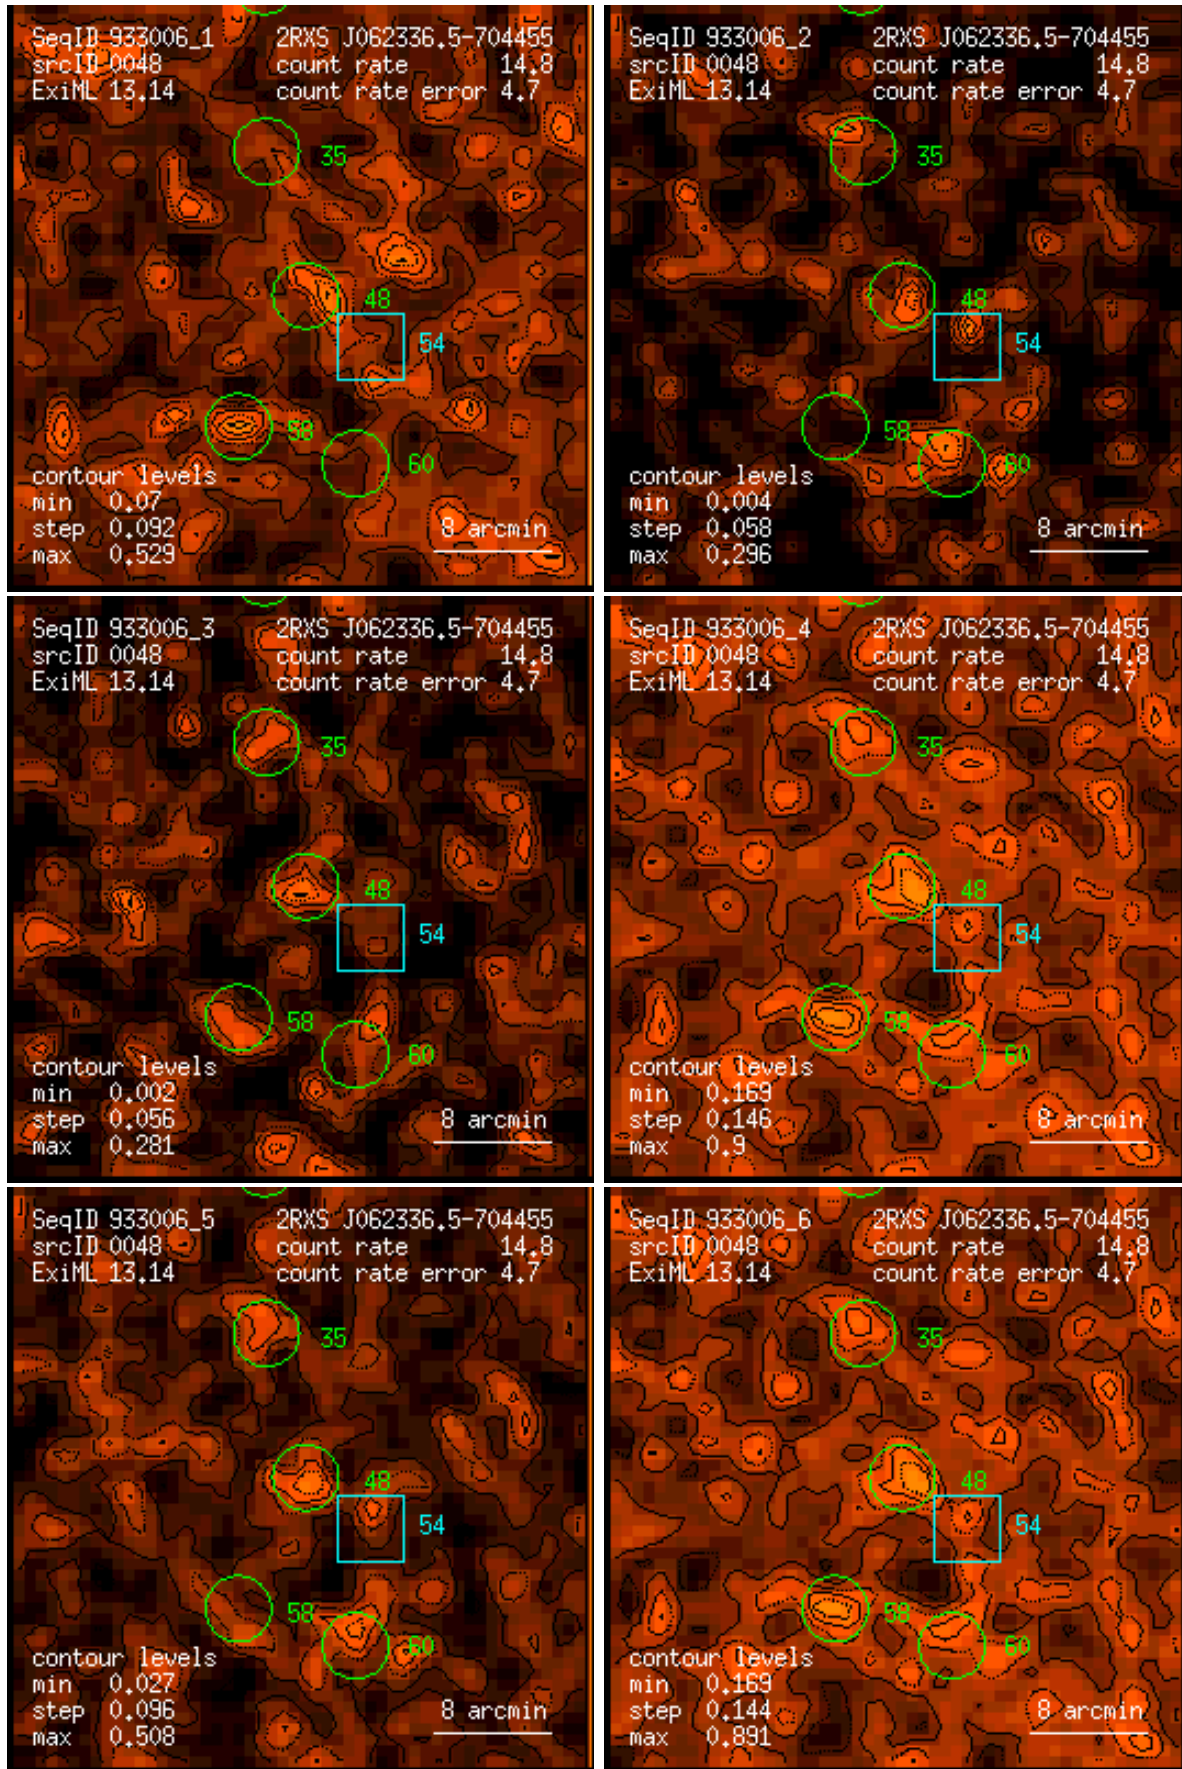 SeqID 933006_1 2RXS J062336.5-704455
srcID 0048 count rate 14.8
ExiML 13.14 count rate error 4.7
35
48
54
58
60
contour levels
min 0.07
step 0.092
max 0.529
8 arcmin
SeqID 933006_2 2RXS J062336.5-704455
srcID 0048 count rate 14.8
ExiML 13.14 count rate error 4.7
35
48
54
58
60
contour levels
min 0.004
step 0.058
max 0.296
8 arcmin
SeqID 933006_3 2RXS J062336.5-704455
srcID 0048 count rate 14.8
ExiML 13.14 count rate error 4.7
35
48
54
58
60
contour levels
min 0.002
step 0.056
max 0.281
8 arcmin
SeqID 933006_4 2RXS J062336.5-704455
srcID 0048 count rate 14.8
ExiML 13.14 count rate error 4.7
35
48
54
58
60
contour levels
min 0.169
step 0.146
max 0.9
8 arcmin
SeqID 933006_5 2RXS J062336.5-704455
srcID 0048 count rate 14.8
ExiML 13.14 count rate error 4.7
35
48
54
58
60
contour levels
min 0.027
step 0.096
max 0.508
8 arcmin
SeqID 933006_6 2RXS J062336.5-704455
srcID 0048 count rate 14.8
ExiML 13.14 count rate error 4.7
35
48
54
58
60
contour levels
min 0.169
step 0.144
max 0.891
8 arcmin